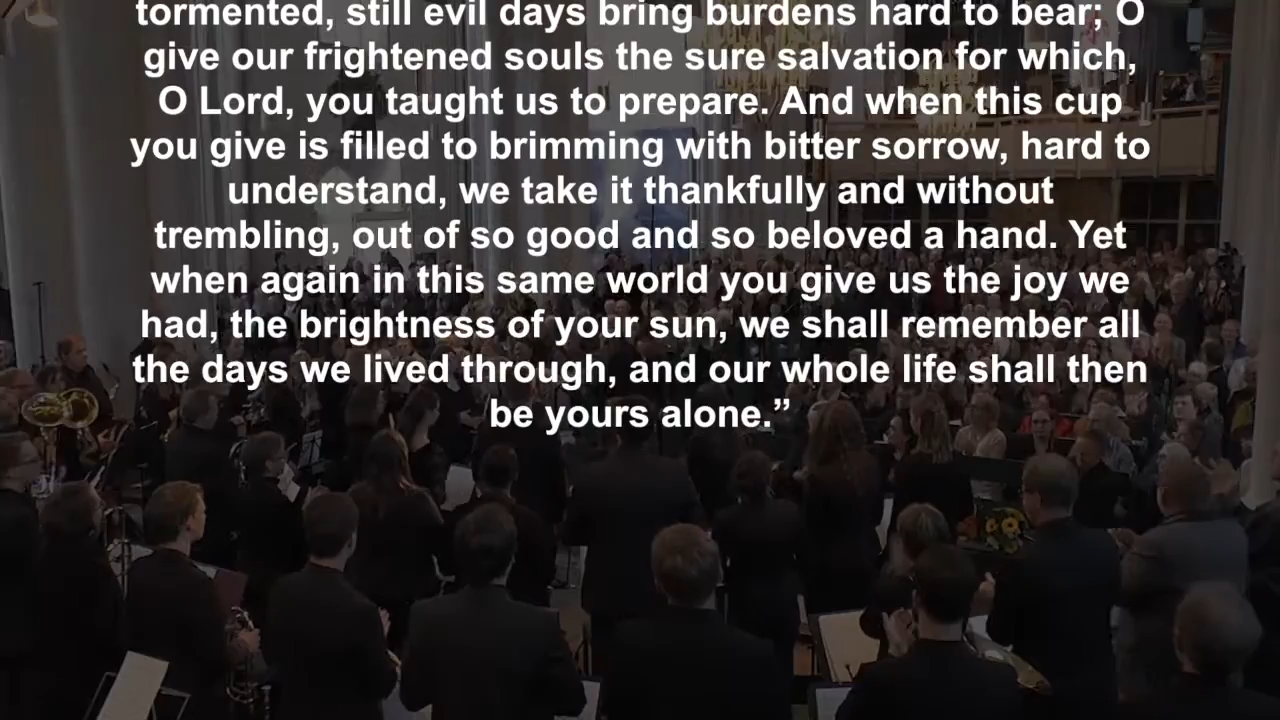 tormented, still evil days bring burdens hard to bear; O
give our frightened souls the sure salvation for which,
O Lord, you taught us to prepare. And when this cup
you give is filled to brimming with bitter sorrow, hard to
understand, we take it thankfully and without
trembling, out of so good and so beloved a hand. Yet
when again in this same world you give us the joy we
had, the brightness of your sun, we shall remember all
the days we lived through, and our whole life shall then
be yours alone.”